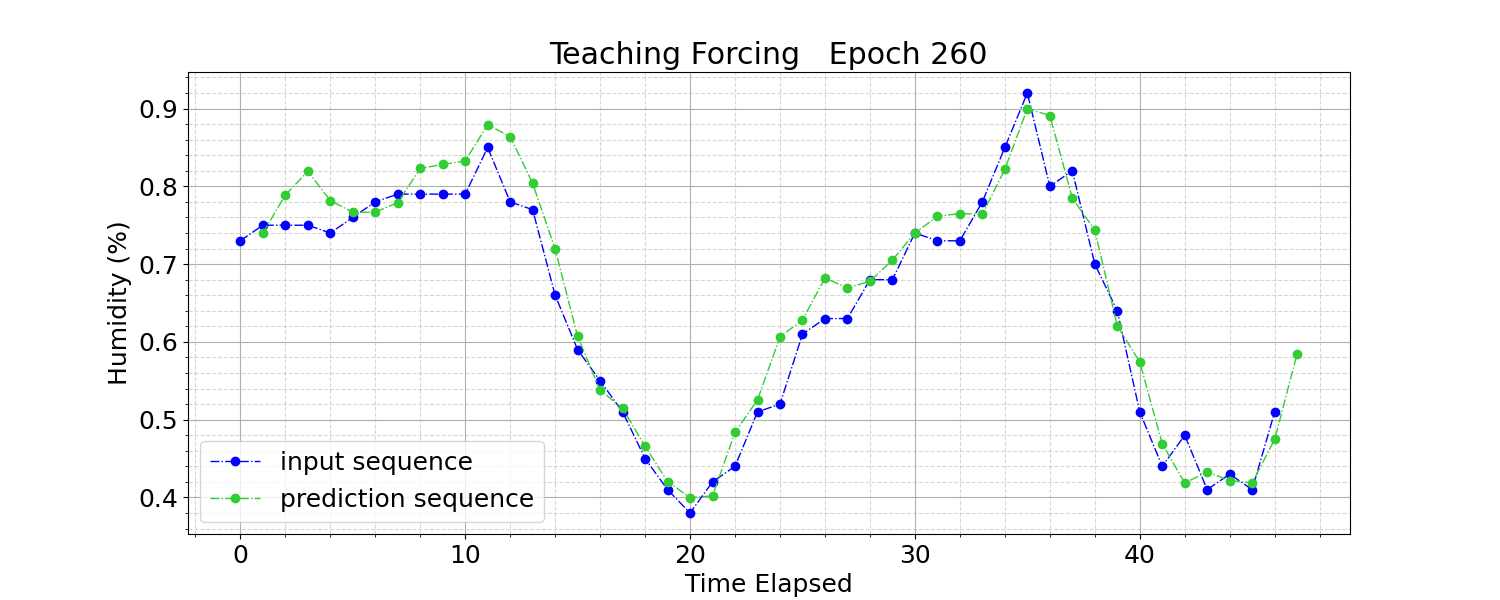 Teaching Forcing   Epoch 260
Humidity (%)
0.9
0.8
0.7
0.6
0.5
0.4
input sequence
prediction sequence
0 10 20 30 40
Time Elapsed